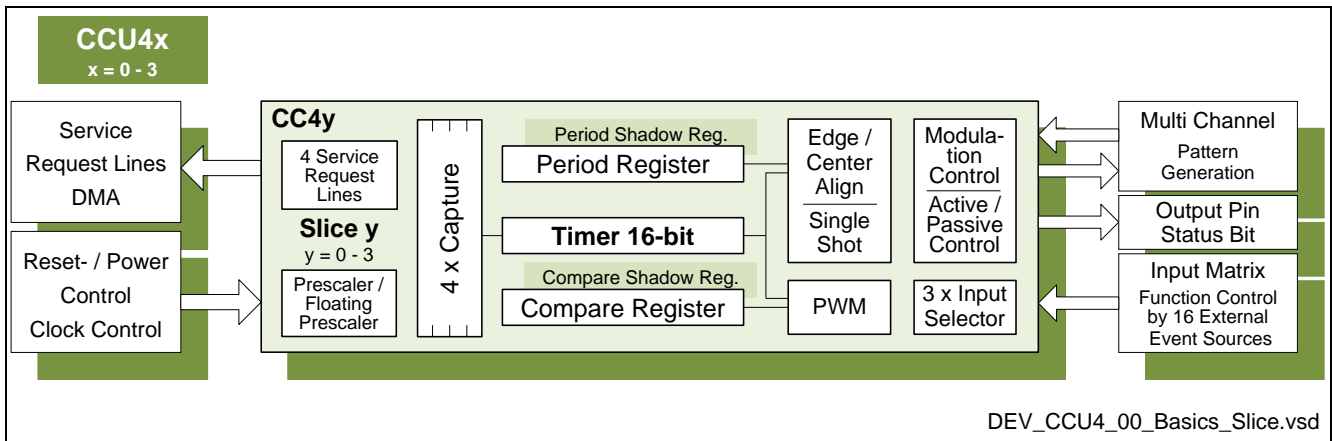 CCU4x
x = 0 - 3
Service
Request Lines
DMA
Reset- / Power
Control
Clock Control
CC4y
4 Service
Request
Lines
Slice y
y = 0 - 3
Prescaler /
Floating
Prescaler
4 x Capture
Period Shadow Reg.
Period Register
Timer 16-bit
Compare Shadow Reg.
Compare Register
Edge /
Center
Align
Single
Shot
PWM
Modula-
tion
Control
Active /
Passive
Control
3 x Input
Selector
Multi Channel
Pattern
Generation
Output Pin
Status Bit
Input Matrix
Function Control
by 16 External
Event Sources
DEV_CCU4_00_Basics_Slice.vsd